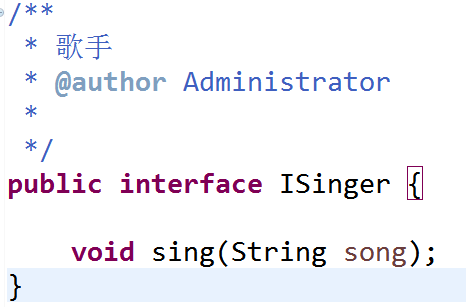 /**
 * 歌手
 * @author Administrator
 *
 */
public interface ISinger {
    void sing(String song);
}